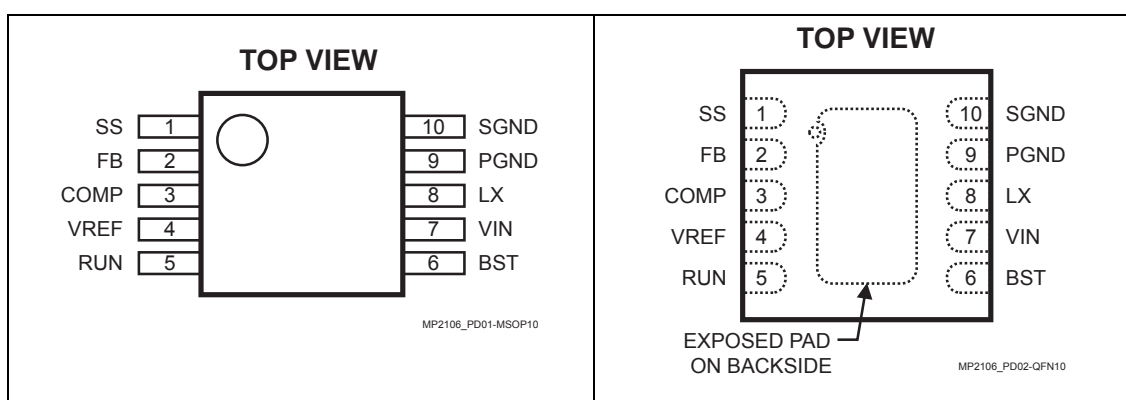 TOP VIEW
SS 1 10 SGND
FB 2 9 PGND
COMP 3 8 LX
VREF 4 7 VIN
RUN 5 6 BST
MP2106_PD01-MSOP10
TOP VIEW
SS 1 10 SGND
FB 2 9 PGND
COMP 3 8 LX
VREF 4 7 VIN
RUN 5 6 BST
EXPOSED PAD
ON BACKSIDE
MP2106_PD02-QFN10